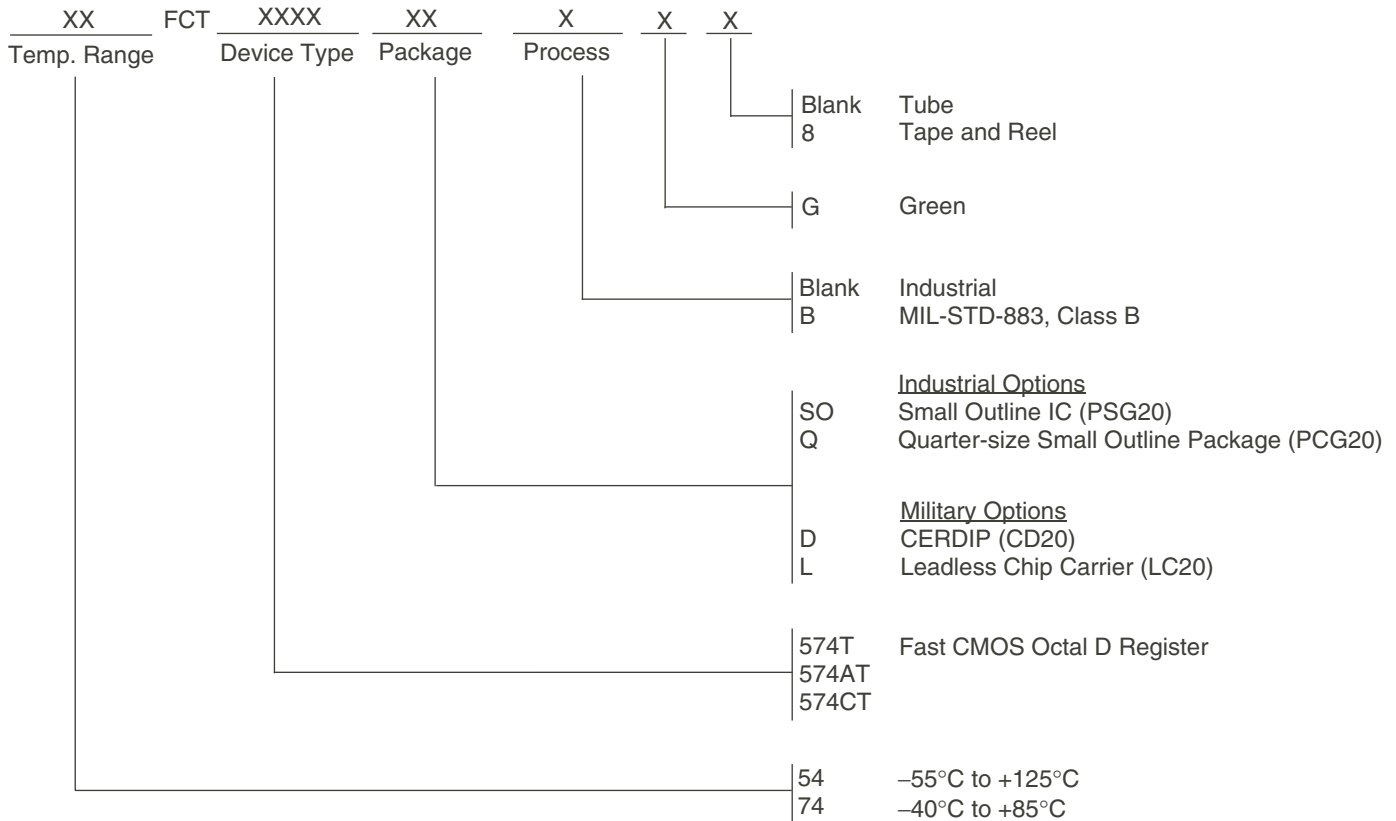 XX FCT XXXX XX X X X
Temp. Range Device Type Package Process
Blank Tube
8 Tape and Reel
G Green
Blank Industrial
B MIL-STD-883, Class B
Industrial Options
SO Small Outline IC (PSG20)
Q Quarter-size Small Outline Package (PCG20)
Military Options
D CERDIP (CD20)
L Leadless Chip Carrier (LC20)
574T Fast CMOS Octal D Register
574AT
574CT
54 –55°C to +125°C
74 –40°C to +85°C